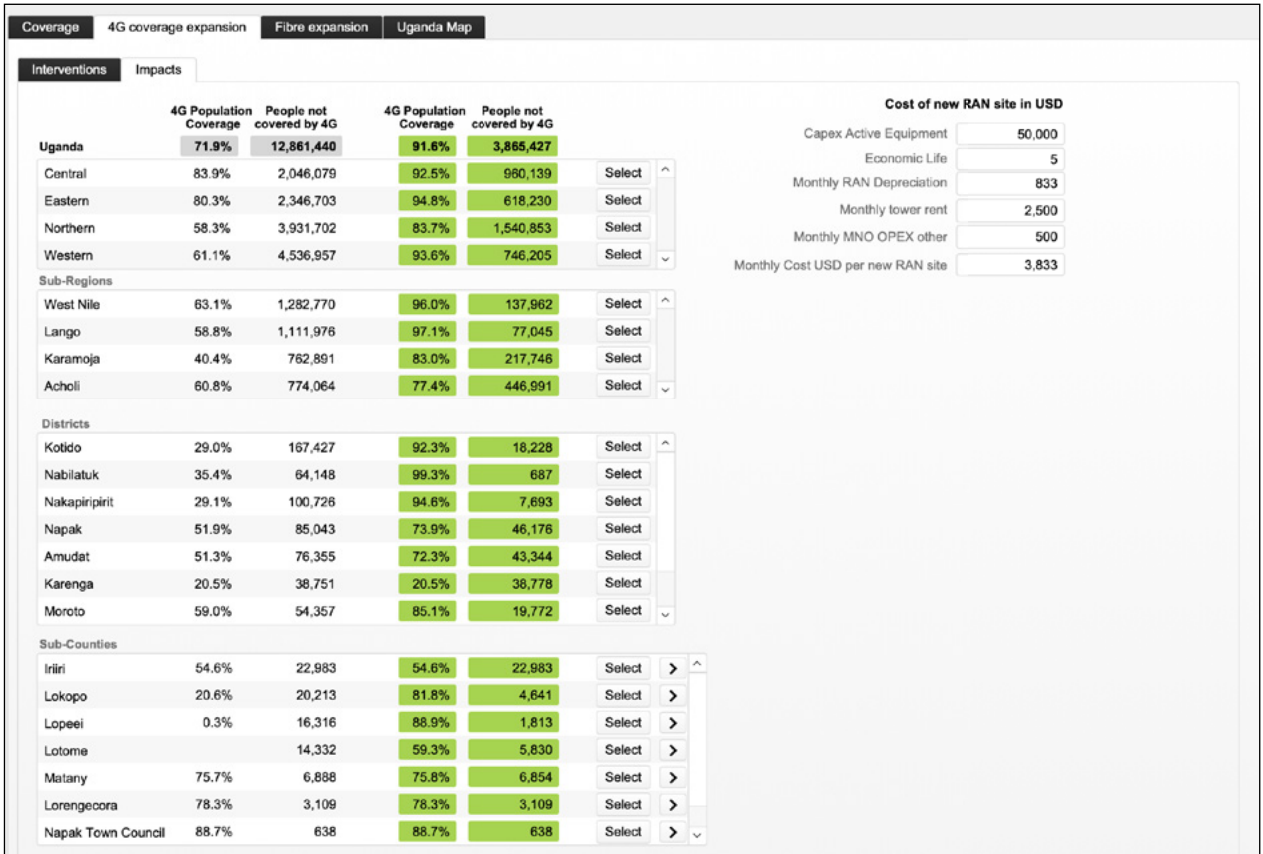 Coverage 4G coverage expansion Fibre expansion Uganda Map
Interventions Impacts
4G Population Coverage People not covered by 4G 4G Population Coverage People not covered by 4G
Uganda 71.9% 12,861,440 91.6% 3,865,427
Central 83.9% 2,046,079 92.5% 960,139 Select
Eastern 80.3% 2,346,703 94.8% 618,230 Select
Northern 58.3% 3,931,702 83.7% 1,540,853 Select
Western 61.1% 4,536,957 93.6% 746,205 Select
Sub-Regions
West Nile 63.1% 1,282,770 96.0% 137,962 Select
Lango 58.8% 1,111,976 97.1% 77,045 Select
Karamoja 40.4% 762,891 83.0% 217,746 Select
Acholi 60.8% 774,064 77.4% 446,991 Select
Districts
Kotido 29.0% 167,427 92.3% 18,228 Select
Nabilatuk 35.4% 64,148 99.3% 687 Select
Nakapiripirit 29.1% 100,726 94.6% 7,693 Select
Napak 51.9% 85,043 73.9% 46,176 Select
Amudat 51.3% 76,355 72.3% 43,344 Select
Karenga 20.5% 38,751 20.5% 38,778 Select
Moroto 59.0% 54,357 85.1% 19,772 Select
Sub-Counties
Iriiri 54.6% 22,983 54.6% 22,983 Select
Lokopo 20.6% 20,213 81.8% 4,641 Select
Lopeei 0.3% 16,316 88.9% 1,813 Select
Lotome 14,332 59.3% 5,830 Select
Matany 75.7% 6,888 75.8% 6,854 Select
Lorengecora 78.3% 3,109 78.3% 3,109 Select
Napak Town Council 88.7% 638 88.7% 638 Select
Cost of new RAN site in USD
Capex Active Equipment 50,000
Economic Life 5
Monthly RAN Depreciation 833
Monthly tower rent 2,500
Monthly MNO OPEX other 500
Monthly Cost USD per new RAN site 3,833